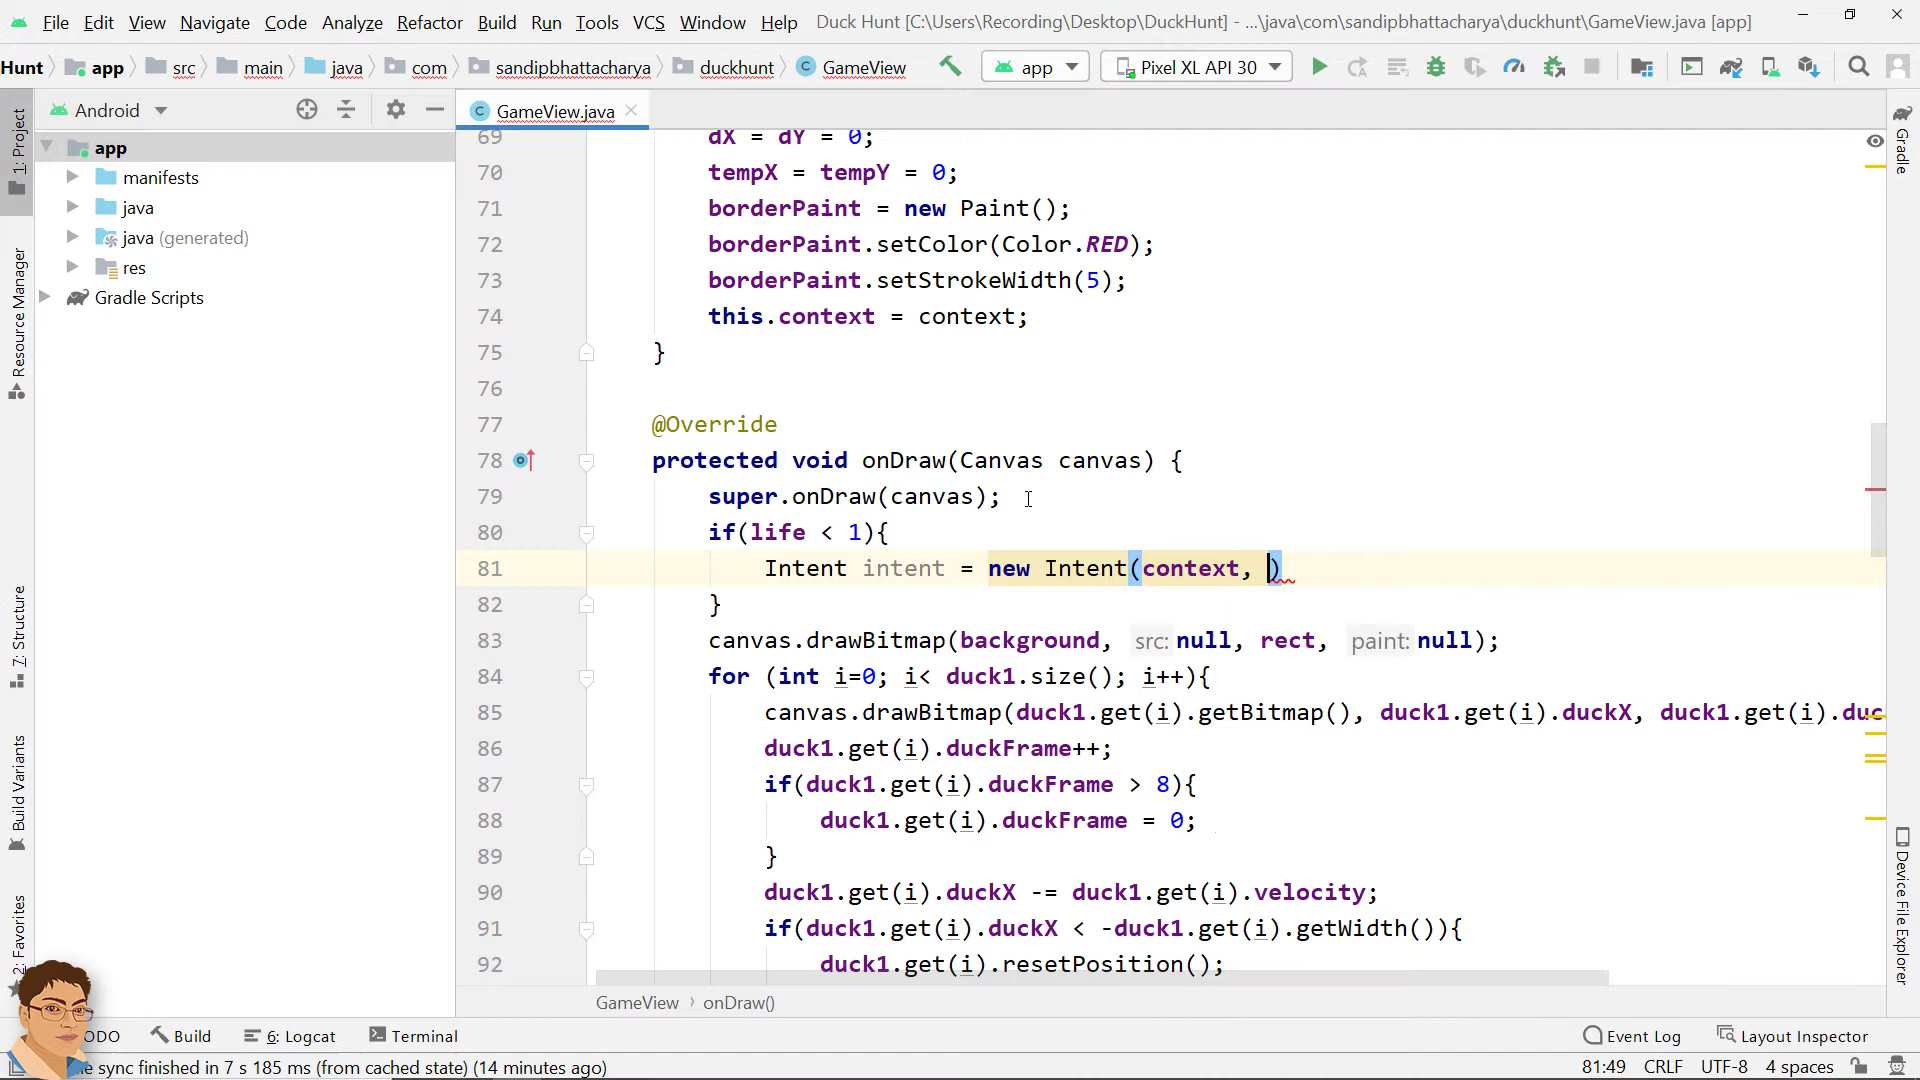 File Edit View Navigate Code Analyze Refactor Build Run Tools VCS Window Help Duck Hunt [C:\Users\Recording\Desktop\DuckHunt] - ...\java\com\sandipbhattacharya\duckhunt\GameView.java [app]
Hunt app src main java com sandipbhattacharya duckhunt GameView app Pixel XL API 30
Android
GameView.java
1: Project
Resource Manager
7: Structure
Build Variants
2: Favorites
app
manifests
java
java (generated)
res
Gradle Scripts
69 dX = dY = 0;
70 tempX = tempY = 0;
71 borderPaint = new Paint();
72 borderPaint.setColor(Color.RED);
73 borderPaint.setStrokeWidth(5);
74 this.context = context;
75 }
76
77 @Override
78 protected void onDraw(Canvas canvas) {
79 super.onDraw(canvas);
80 if(life < 1){
81 Intent intent = new Intent(context, )
82 }
83 canvas.drawBitmap(background, src: null, rect, paint: null);
84 for (int i=0; i< duck1.size(); i++){
85 canvas.drawBitmap(duck1.get(i).getBitmap(), duck1.get(i).duckX, duck1.get(i).duc
86 duck1.get(i).duckFrame++;
87 if(duck1.get(i).duckFrame > 8){
88 duck1.get(i).duckFrame = 0;
89 }
90 duck1.get(i).duckX -= duck1.get(i).velocity;
91 if(duck1.get(i).duckX < -duck1.get(i).getWidth()){
92 duck1.get(i).resetPosition();
Gradle
Device File Explorer
GameView › onDraw()
ODO Build 6: Logcat Terminal Event Log Layout Inspector
sync finished in 7 s 185 ms (from cached state) (14 minutes ago) 81:49 CRLF UTF-8 4 spaces